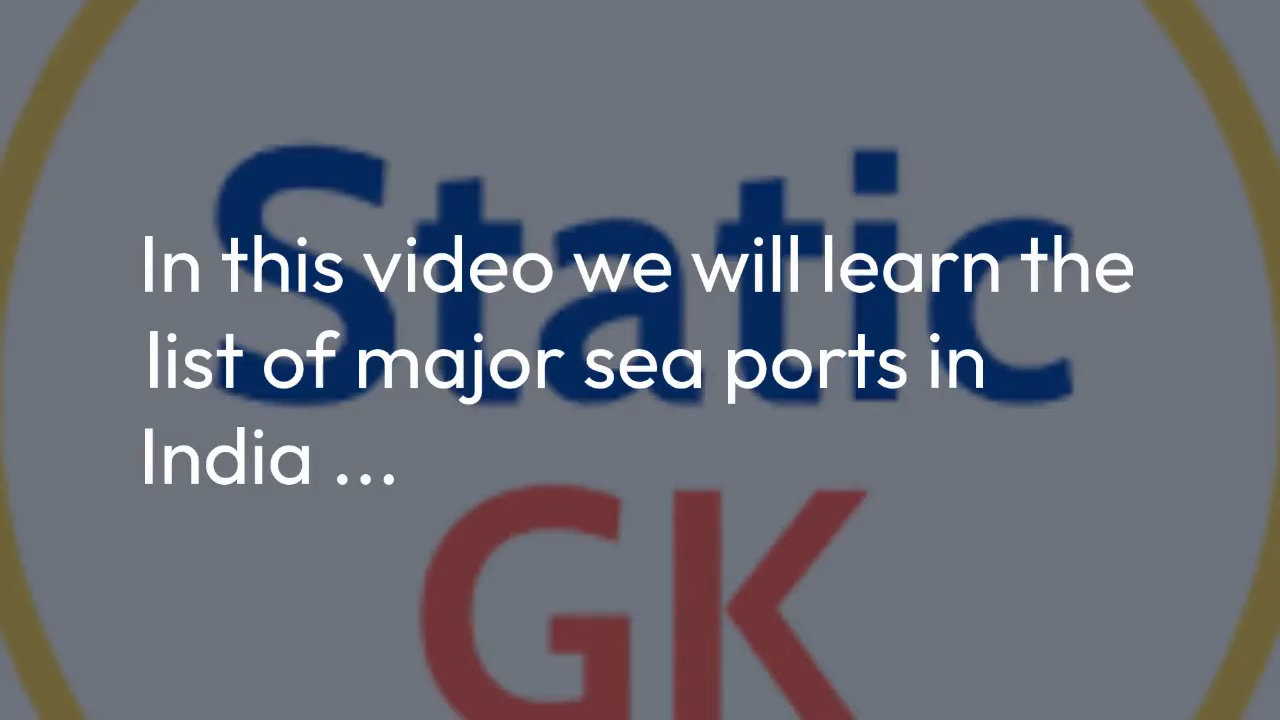 Static
In this video we will learn the
list of major sea ports in
India ...
GK